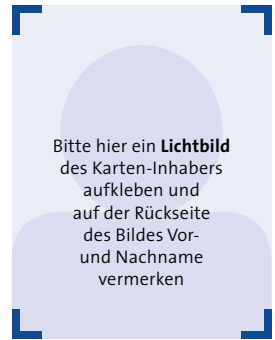 Bitte hier ein Lichtbild
des Karten-Inhabers
aufkleben und
auf der Rückseite
des Bildes Vor-
und Nachname
vermerken